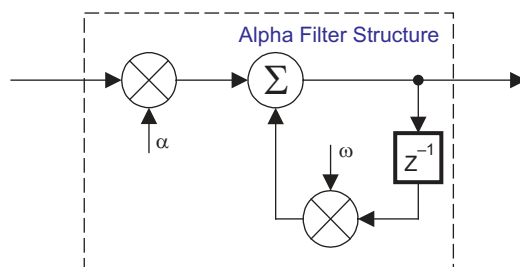 Alpha Filter Structure
Σ
α
ω
Z⁻¹